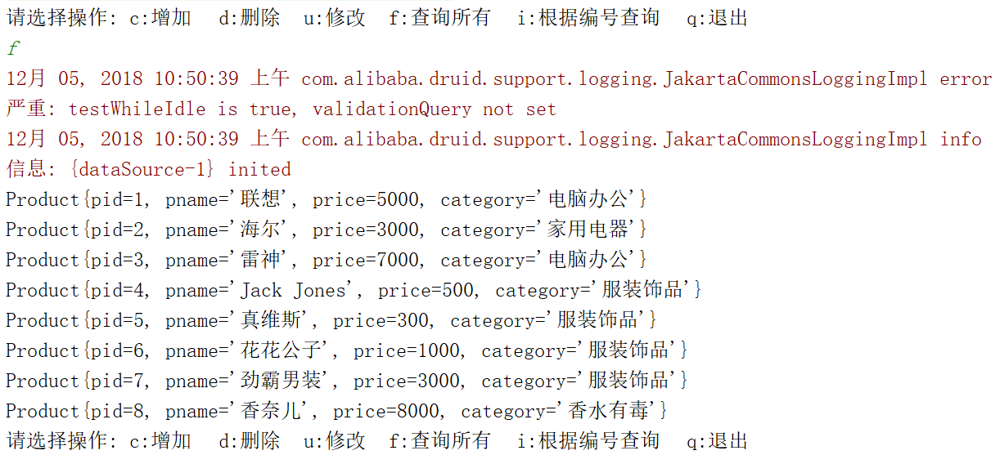 请选择操作: c:增加  d:删除  u:修改  f:查询所有  i:根据编号查询  q:退出
f
12月 05, 2018 10:50:39 上午 com.alibaba.druid.support.logging.JakartaCommonsLoggingImpl error
严重: testWhileIdle is true, validationQuery not set
12月 05, 2018 10:50:39 上午 com.alibaba.druid.support.logging.JakartaCommonsLoggingImpl info
信息: {dataSource-1} inited
Product{pid=1, pname='联想', price=5000, category='电脑办公'}
Product{pid=2, pname='海尔', price=3000, category='家用电器'}
Product{pid=3, pname='雷神', price=7000, category='电脑办公'}
Product{pid=4, pname='Jack Jones', price=500, category='服装饰品'}
Product{pid=5, pname='真维斯', price=300, category='服装饰品'}
Product{pid=6, pname='花花公子', price=1000, category='服装饰品'}
Product{pid=7, pname='劲霸男装', price=3000, category='服装饰品'}
Product{pid=8, pname='香奈儿', price=8000, category='香水有毒'}
请选择操作: c:增加  d:删除  u:修改  f:查询所有  i:根据编号查询  q:退出